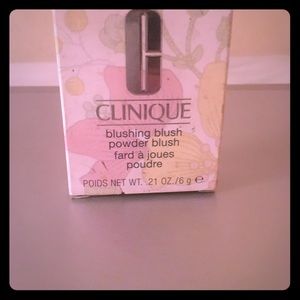 CLINIQUE
blushing blush
powder blush
fard à joues
poudre
POIDS NET WT. .21 OZ./6 g ℮